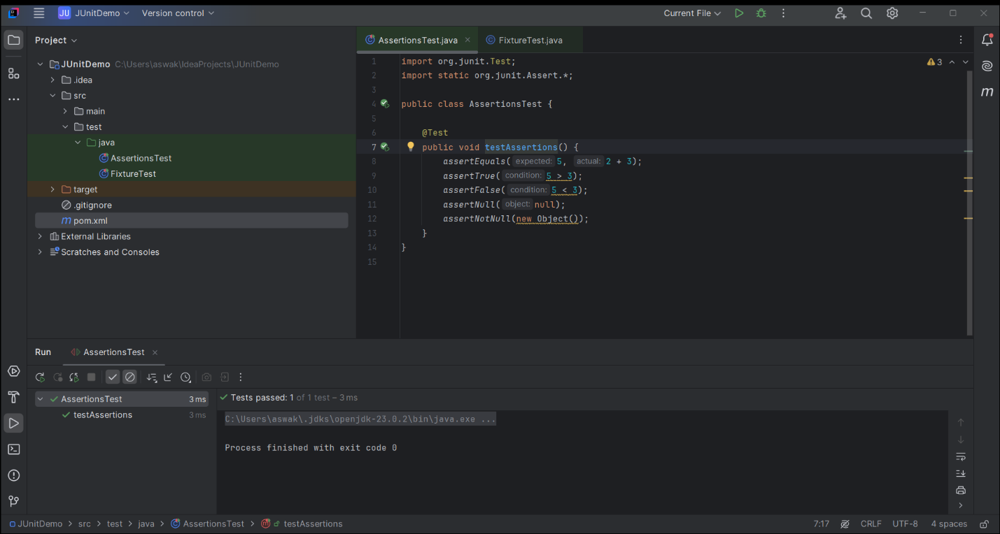 JU JUnitDemo Version control Current File
Project
JUnitDemo C:\Users\aswak\IdeaProjects\JUnitDemo
.idea
src
main
test
java
AssertionsTest
FixtureTest
target
.gitignore
m pom.xml
External Libraries
Scratches and Consoles
AssertionsTest.java FixtureTest.java
3
1 import org.junit.Test;
2 import static org.junit.Assert.*;
3
4 public class AssertionsTest {
5
6 @Test
7 public void testAssertions() {
8 assertEquals( expected: 5, actual: 2 + 3);
9 assertTrue( condition: 5 > 3);
10 assertFalse( condition: 5 < 3);
11 assertNull( object: null);
12 assertNotNull(new Object());
13 }
14 }
15
m
Run AssertionsTest
AssertionsTest 3 ms
testAssertions 3 ms
Tests passed: 1 of 1 test – 3 ms
C:\Users\aswak\.jdks\openjdk-23.0.2\bin\java.exe ...
Process finished with exit code 0
JUnitDemo > src > test > java > AssertionsTest > m testAssertions
7:17 CRLF UTF-8 4 spaces